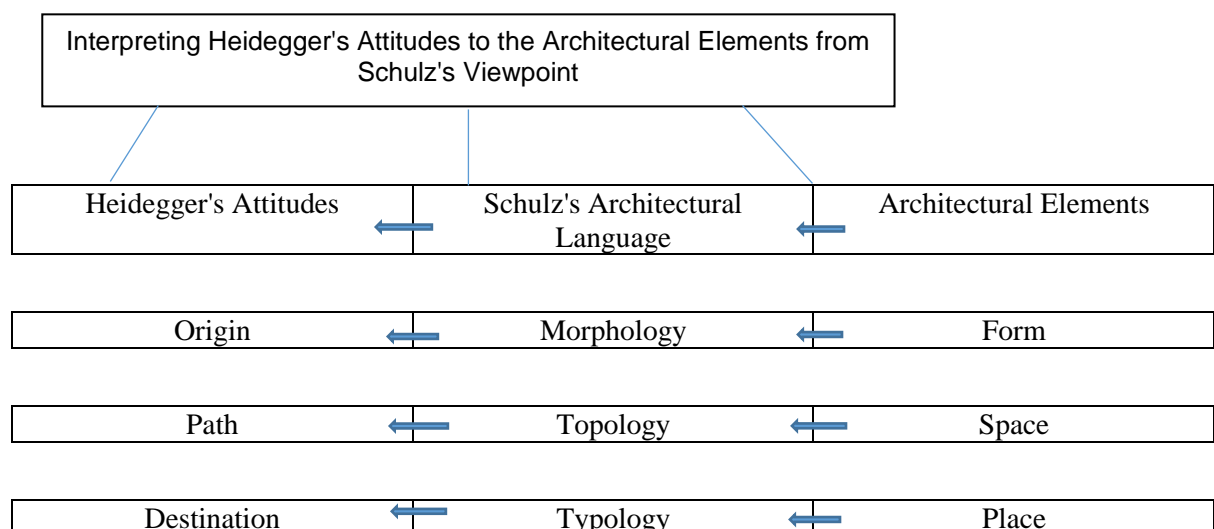 Interpreting Heidegger's Attitudes to the Architectural Elements from
Schulz's Viewpoint
Heidegger's Attitudes
Schulz's Architectural
Language
Architectural Elements
Origin
Morphology
Form
Path
Topology
Space
Destination
Typology
Place